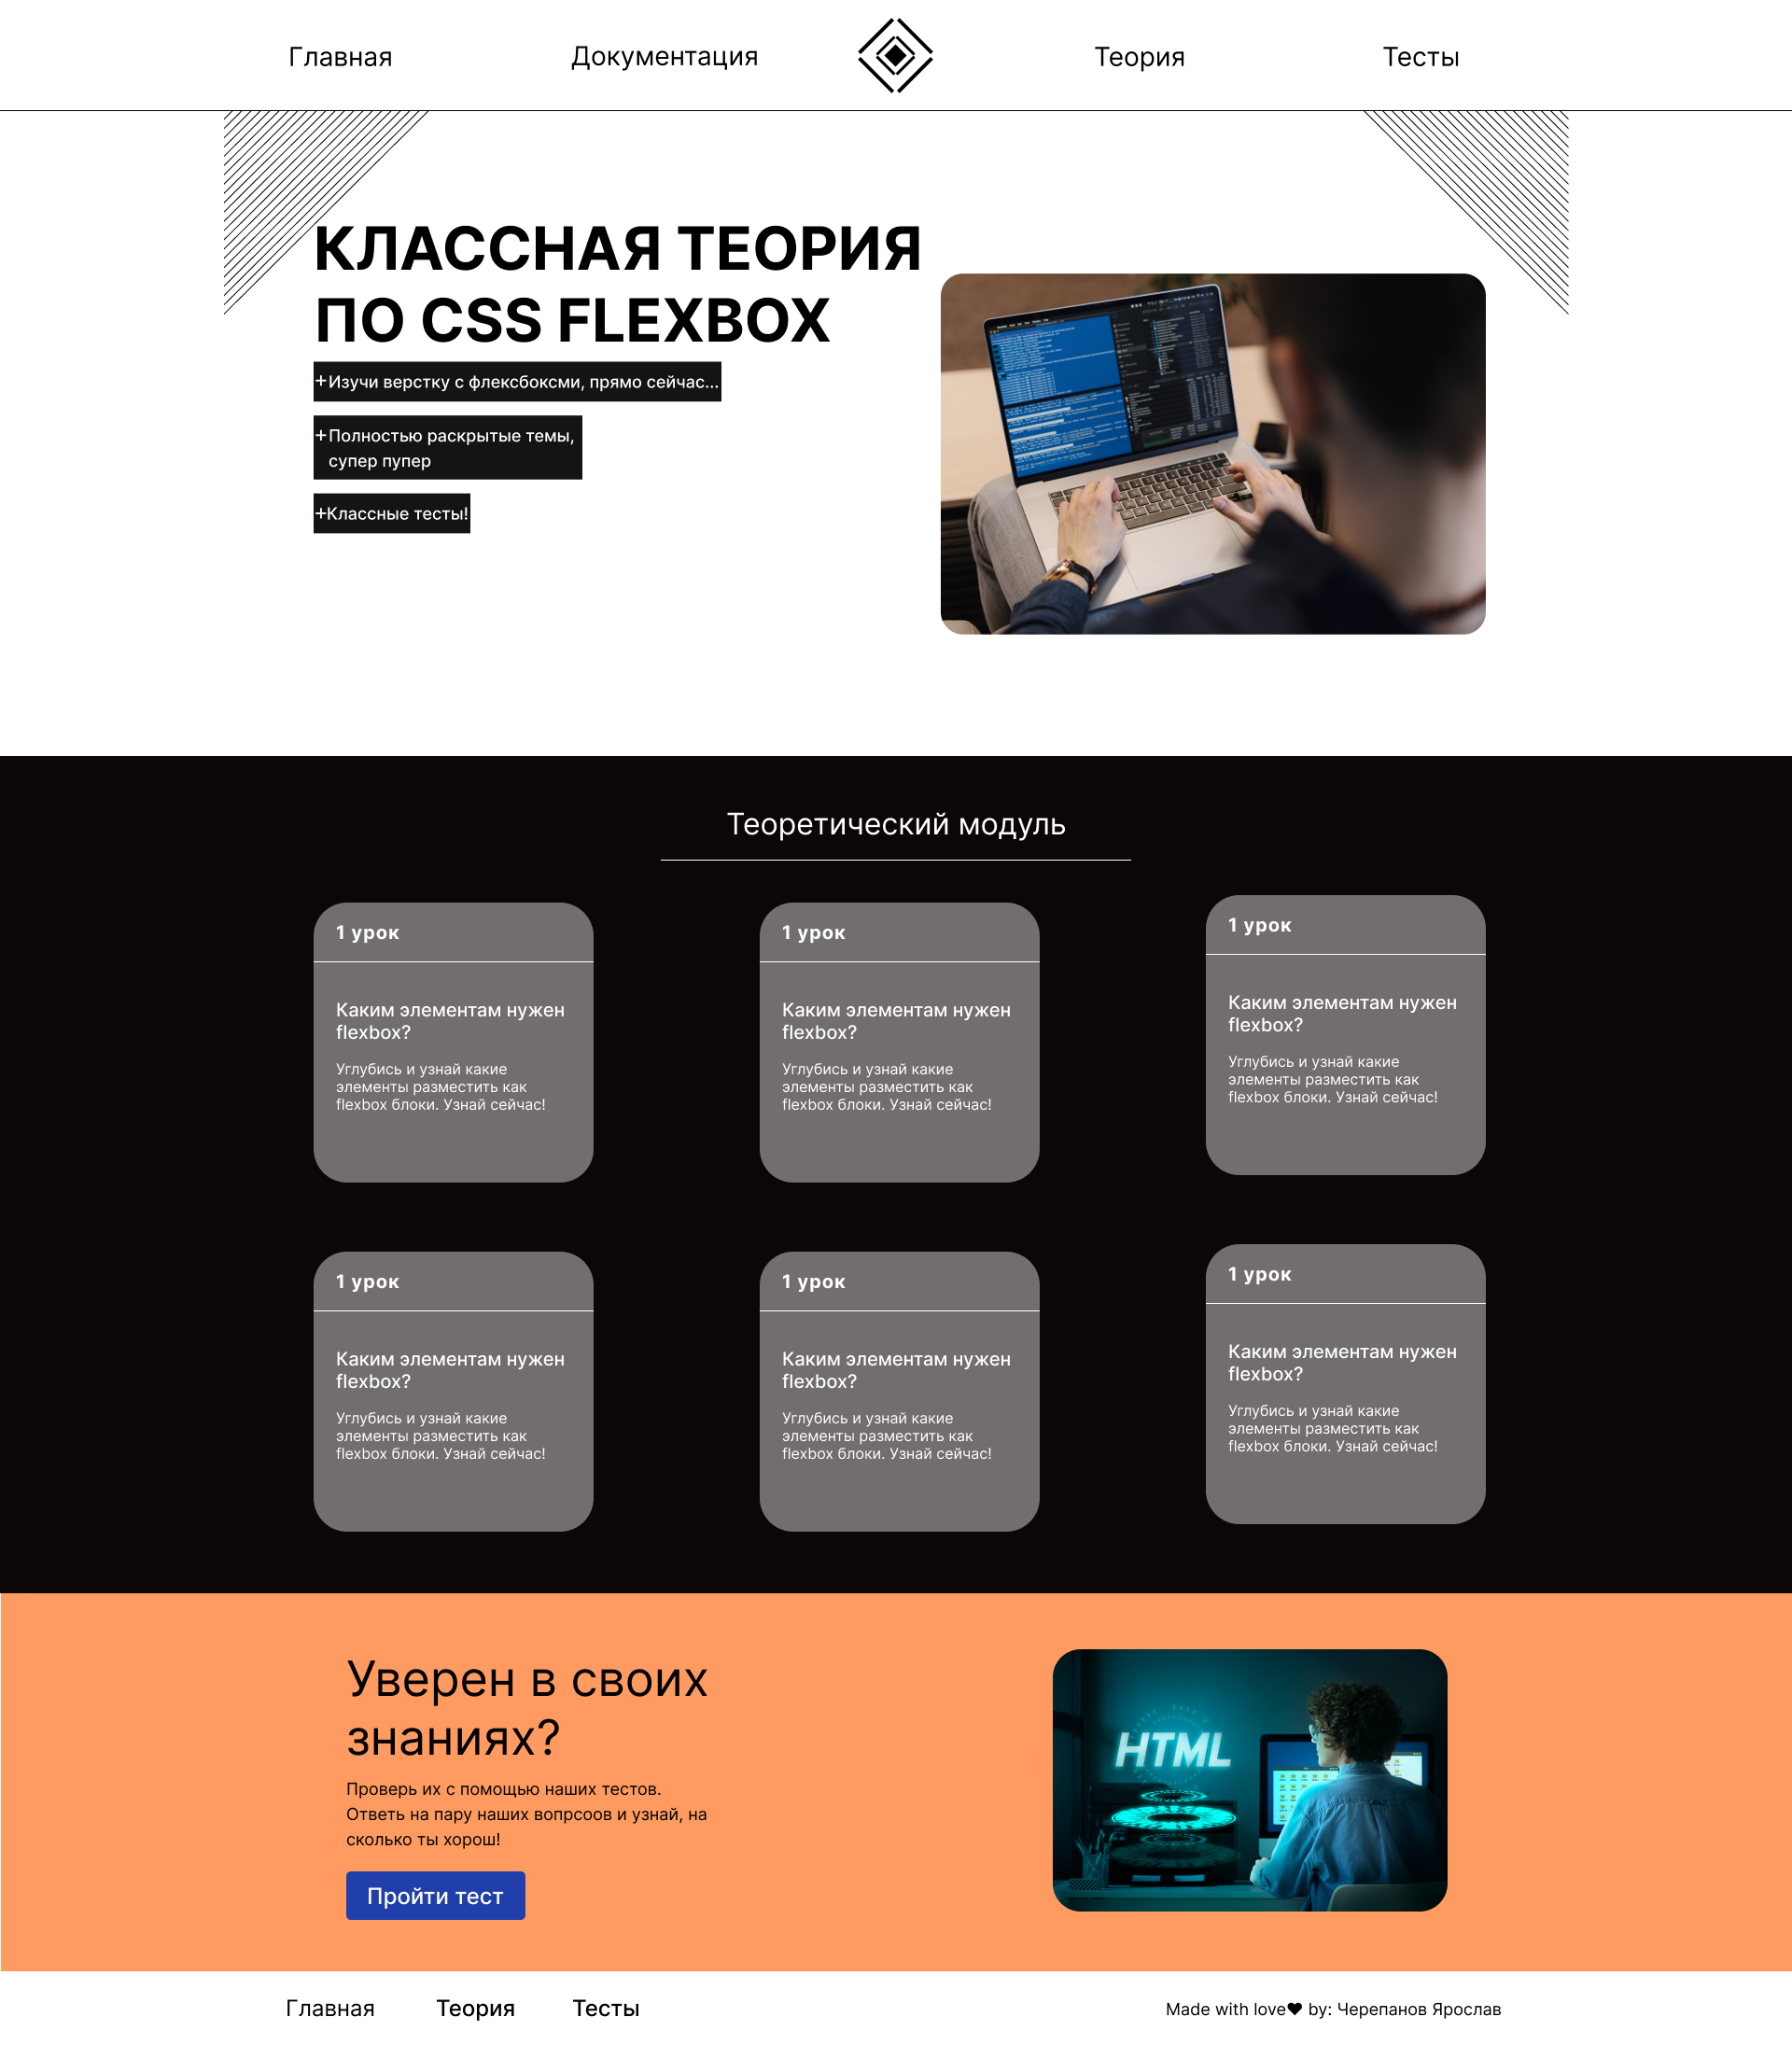 Главная
Документация
Теория
Тесты
КЛАССНАЯ ТЕОРИЯ
ПО CSS FLEXBOX
+Изучи верстку с флексбоксми, прямо сейчас...
+Полностью раскрытые темы,
супер пупер
+Классные тесты!
Теоретический модуль
1 урок
Каким элементам нужен
flexbox?
Углубись и узнай какие
элементы разместить как
flexbox блоки. Узнай сейчас!
1 урок
Каким элементам нужен
flexbox?
Углубись и узнай какие
элементы разместить как
flexbox блоки. Узнай сейчас!
1 урок
Каким элементам нужен
flexbox?
Углубись и узнай какие
элементы разместить как
flexbox блоки. Узнай сейчас!
1 урок
Каким элементам нужен
flexbox?
Углубись и узнай какие
элементы разместить как
flexbox блоки. Узнай сейчас!
1 урок
Каким элементам нужен
flexbox?
Углубись и узнай какие
элементы разместить как
flexbox блоки. Узнай сейчас!
1 урок
Каким элементам нужен
flexbox?
Углубись и узнай какие
элементы разместить как
flexbox блоки. Узнай сейчас!
Уверен в своих
знаниях?
Проверь их с помощью наших тестов.
Ответь на пару наших вопрсоов и узнай, на
сколько ты хорош!
Пройти тест
HTML
Главная
Теория
Тесты
Made with love♥ by: Черепанов Ярослав